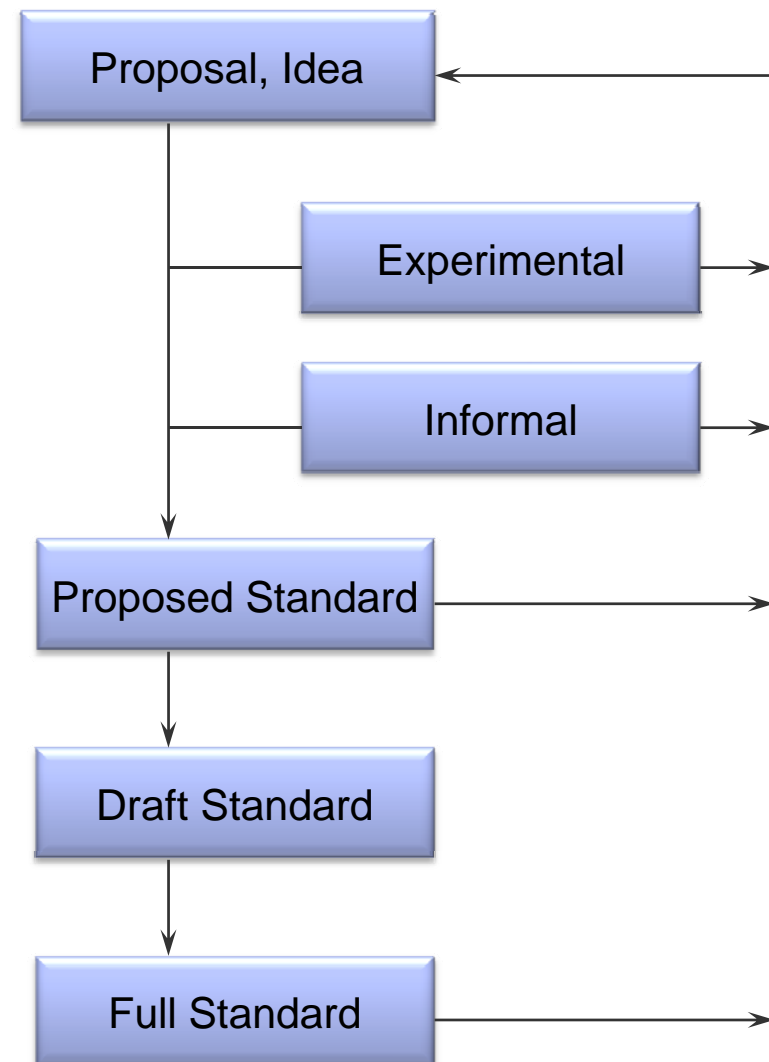 Proposal, Idea
Experimental
Informal
Proposed Standard
Draft Standard
Full Standard